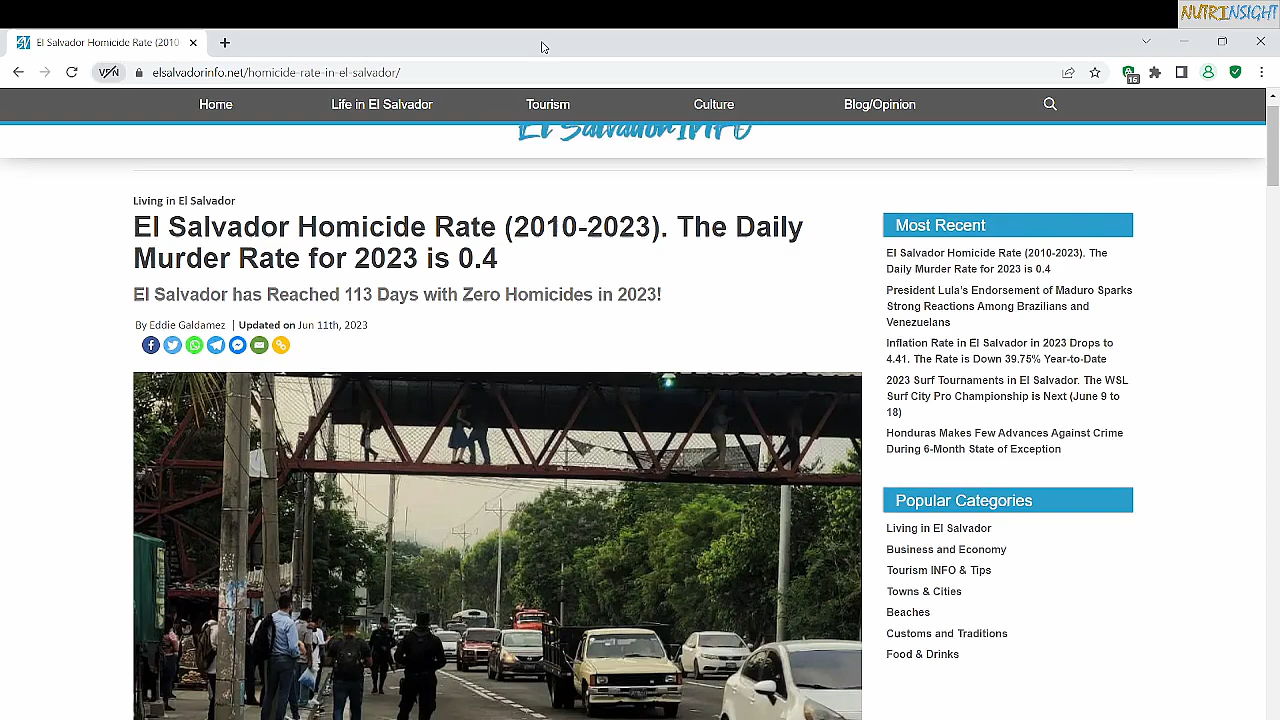 NUTRINSIGHT
El Salvador Homicide Rate (2010
elsalvadorinfo.net/homicide-rate-in-el-salvador/
16
Home
Life in El Salvador
Tourism
Culture
Blog/Opinion
El Salvador INFO
Living in El Salvador
El Salvador Homicide Rate (2010-2023). The Daily
Murder Rate for 2023 is 0.4
El Salvador has Reached 113 Days with Zero Homicides in 2023!
By Eddie Galdamez | Updated on Jun 11th, 2023
Most Recent
El Salvador Homicide Rate (2010-2023). The
Daily Murder Rate for 2023 is 0.4
President Lula's Endorsement of Maduro Sparks
Strong Reactions Among Brazilians and
Venezuelans
Inflation Rate in El Salvador in 2023 Drops to
4.41. The Rate is Down 39.75% Year-to-Date
2023 Surf Tournaments in El Salvador. The WSL
Surf City Pro Championship is Next (June 9 to
18)
Honduras Makes Few Advances Against Crime
During 6-Month State of Exception
Popular Categories
Living in El Salvador
Business and Economy
Tourism INFO & Tips
Towns & Cities
Beaches
Customs and Traditions
Food & Drinks